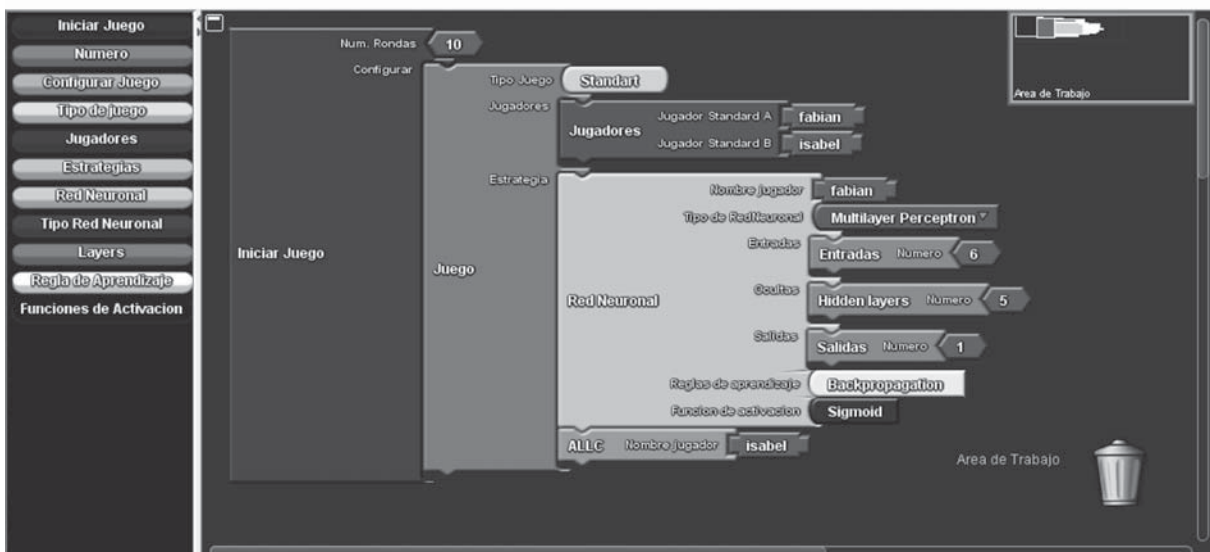 Iniciar Juego
Numero
Configurar Juego
Tipo de juego
Jugadores
Estrategias
Red Neuronal
Tipo Red Neuronal
Layers
Regla de Aprendizaje
Funciones de Activacion
Iniciar Juego
Num. Rondas 10
Configurar
Juego
Tipo Juego Standart
Jugadores
Jugadores
Jugador Standard A fabian
Jugador Standard B isabel
Estrategia
Red Neuronal
Nombre jugador fabian
Tipo de RedNeuronal Multilayer Perceptron
Entradas
Entradas Numero 6
Ocultas
Hidden layers Numero 5
Salidas
Salidas Numero 1
Reglas de aprendizaje Backpropagation
Funcion de activacion Sigmoid
ALLC Nombre jugador isabel
Area de Trabajo
Area de Trabajo